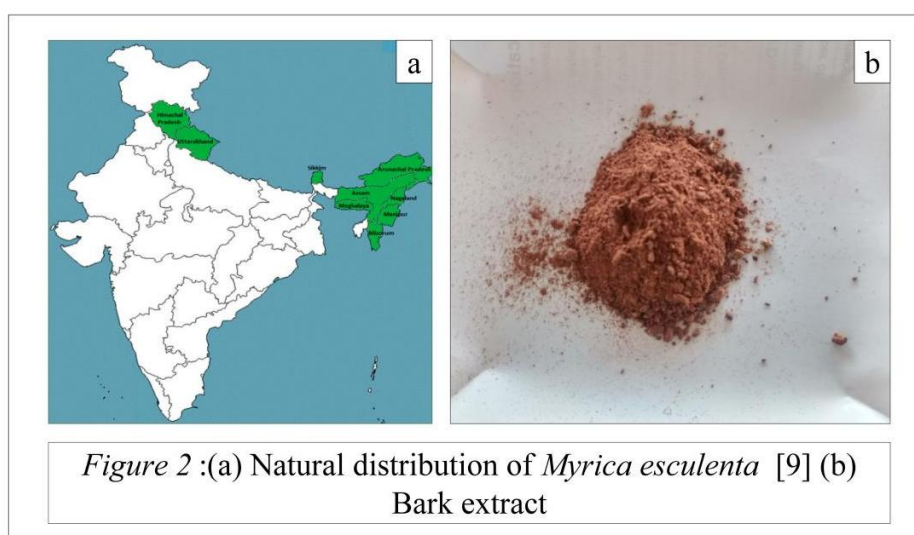 a
Himachal
Pradesh
Uttarakhand
Sikkim
Arunachal Pradesh
Assam
Nagaland
Meghalaya
Manipur
Mizoram
b
Figure 2 :(a) Natural distribution of Myrica esculenta [9] (b)
Bark extract